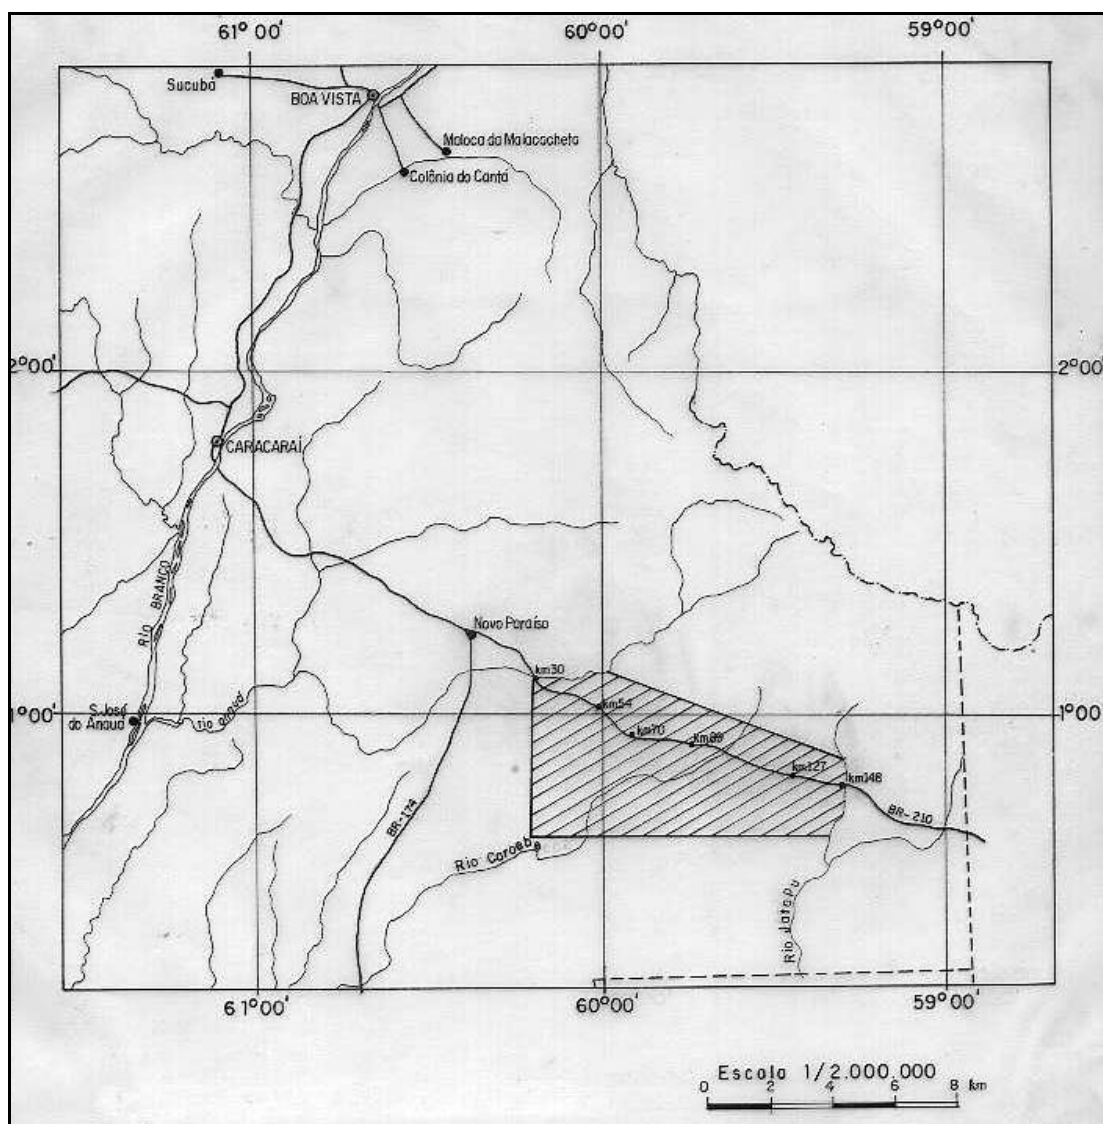 61°00'
60°00'
59°00'
Sucubá
BOA VISTA
Maloca da Malacacheta
Colônia do Cantá
2°00'
2°00'
CARACARAÍ
RIO BRANCO
Novo Paraíso
km30
S. José
do Anauá
rio anauá
1°00'
km54
1°00'
km70
km89
km127
km148
BR-210
BR-174
Rio Jatapu
61°00'
60°00'
59°00'
Escala 1/2.000.000
0 2 4 6 8 km